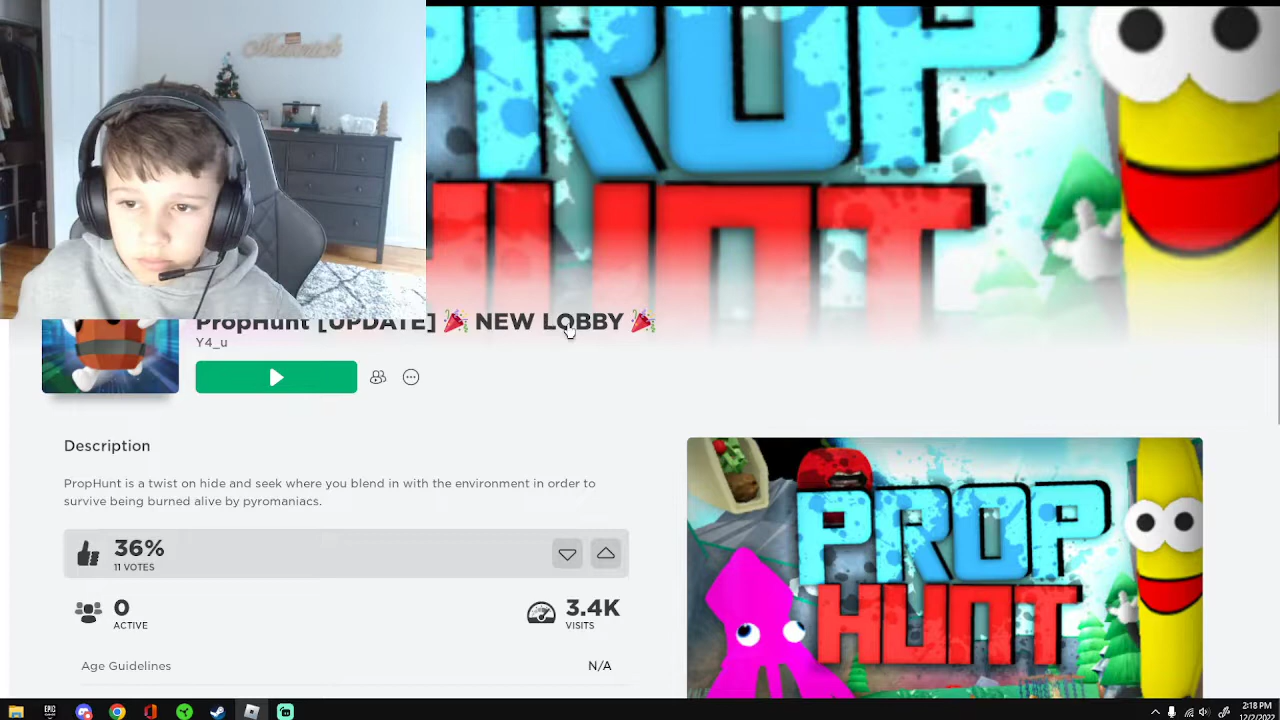 PROP
HUNT
PropHunt [UPDATE] 🎉 NEW LOBBY 🎉
Y4_u
Description
PropHunt is a twist on hide and seek where you blend in with the environment in order to
survive being burned alive by pyromaniacs.
36%
11 VOTES
0
ACTIVE
3.4K
VISITS
Age Guidelines
N/A
PROP
HUNT
EPIC
2:18 PM